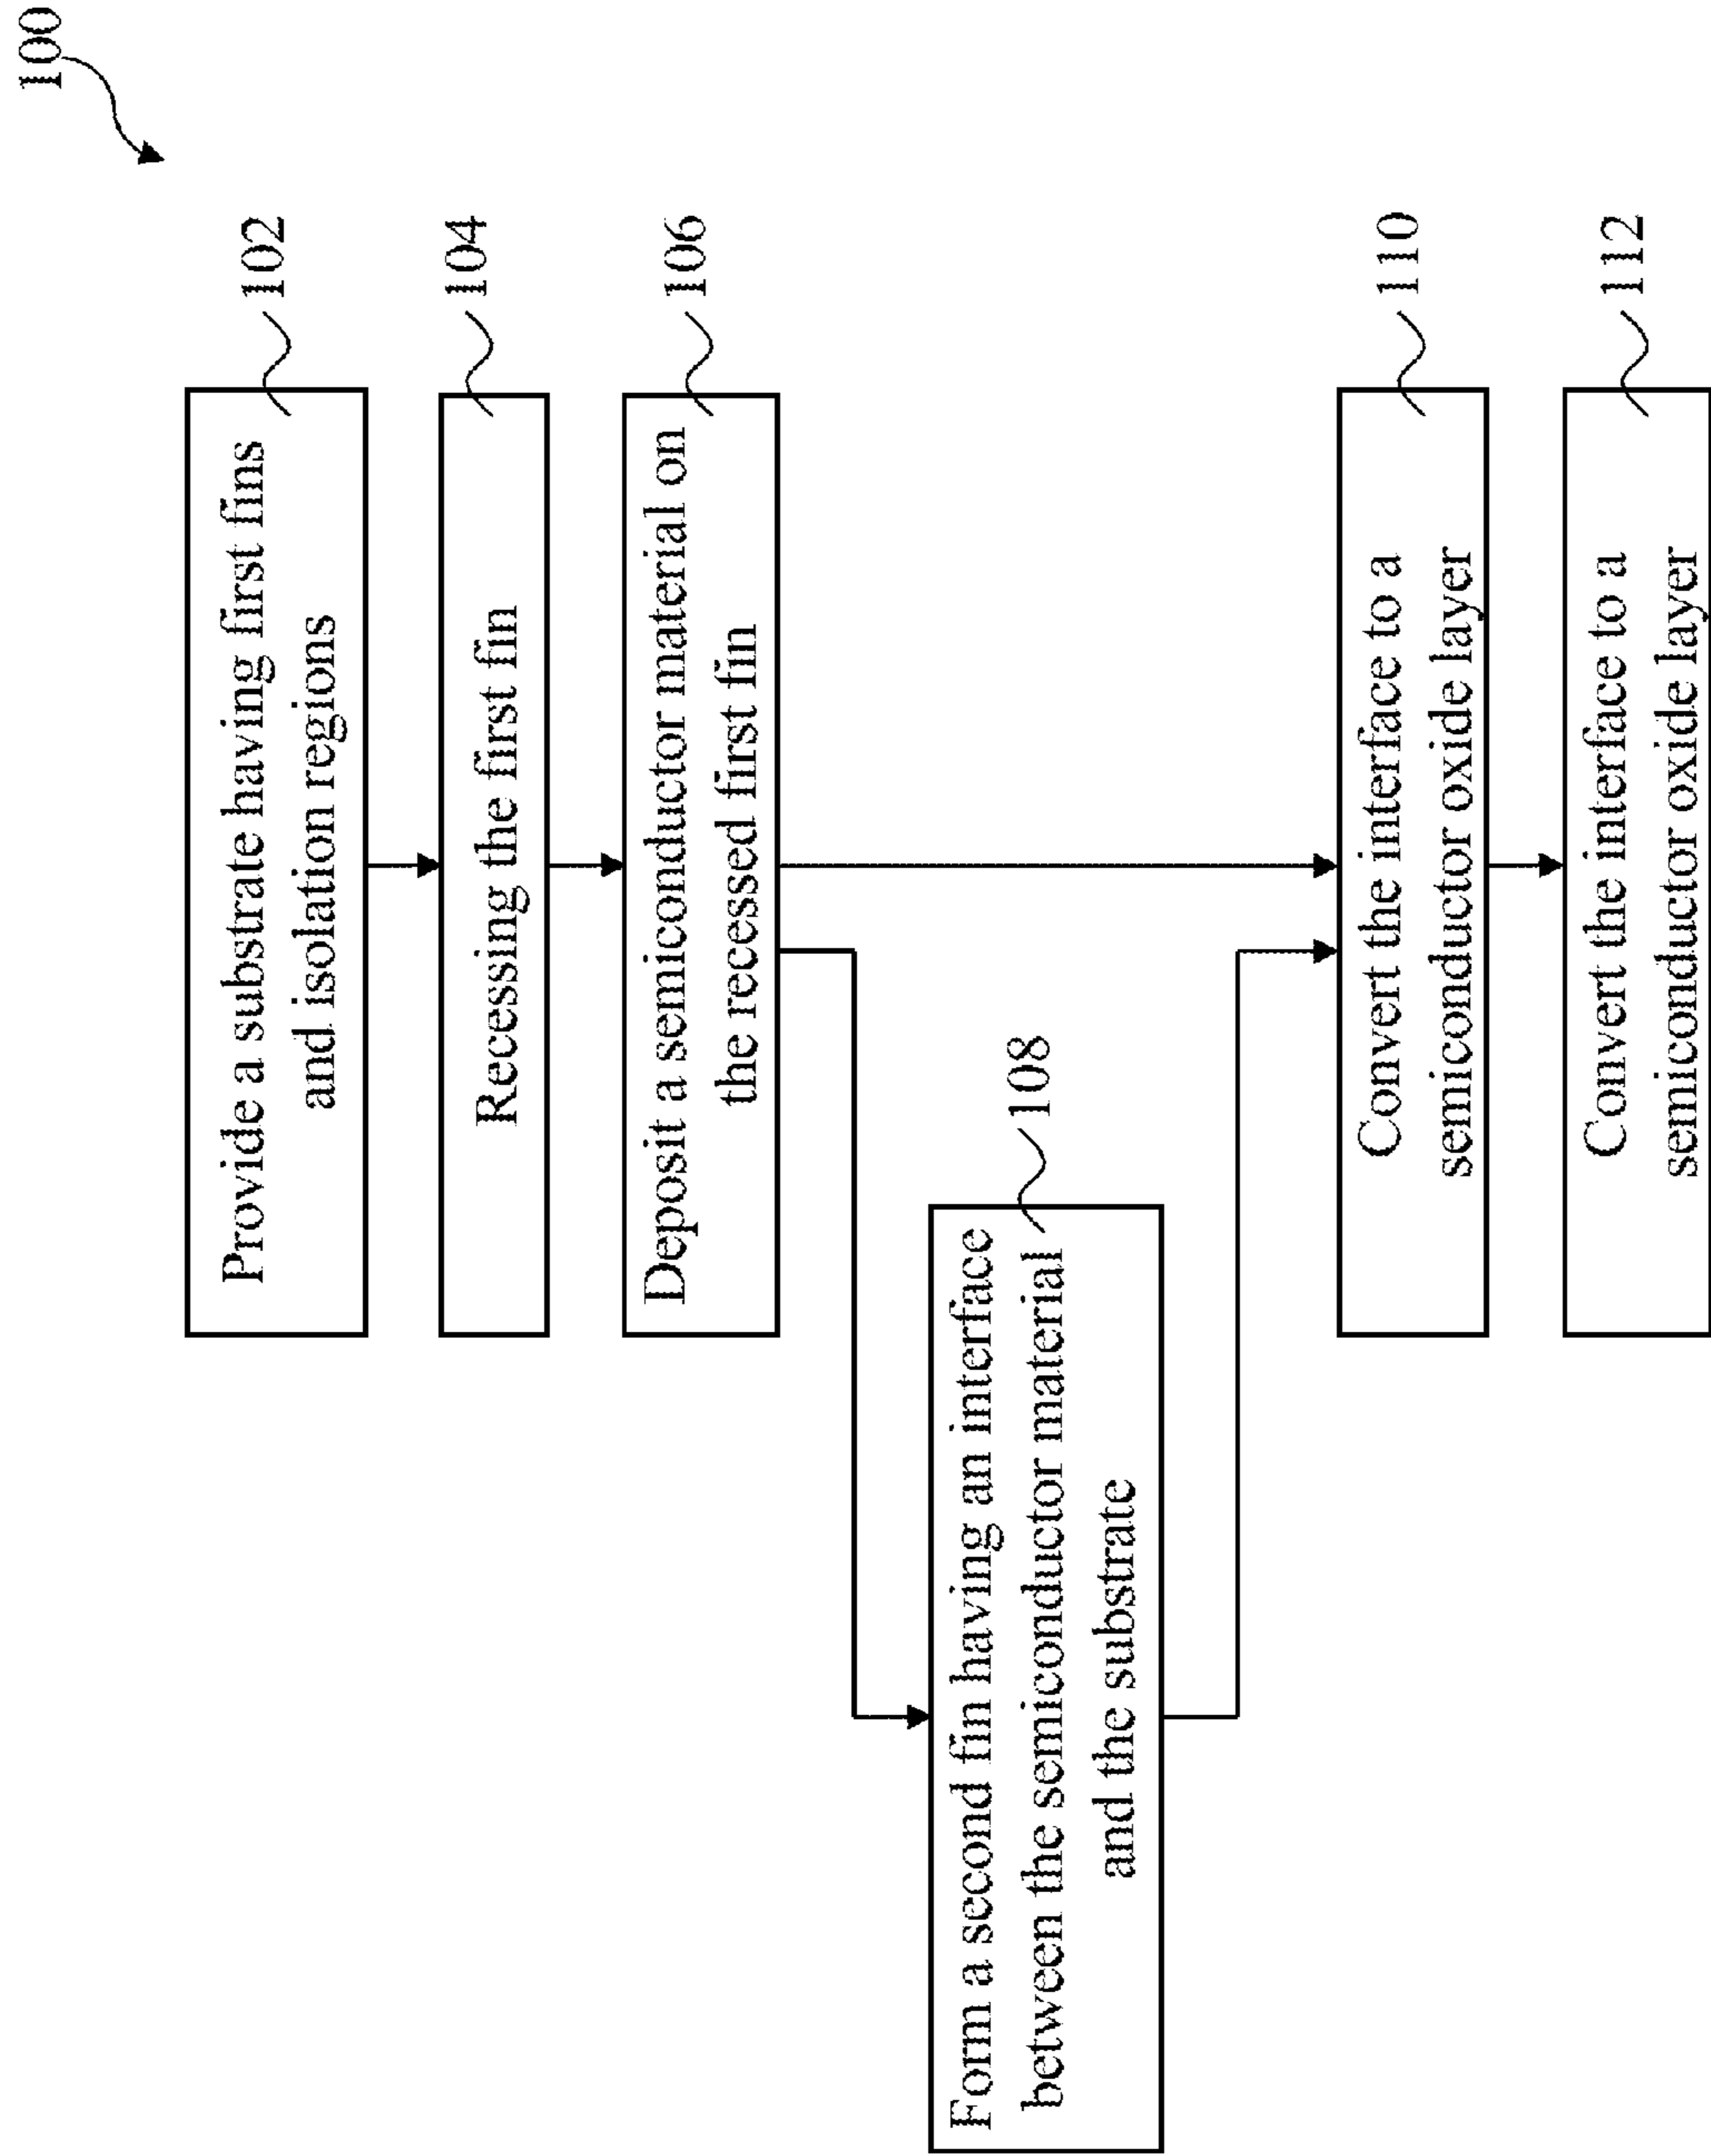 100
Provide a substrate having first fins
and isolation regions
102
Recessing the first fin
104
Deposit a semiconductor material on
the recessed first fin
106
Form a second fin having an interface
between the semiconductor material
and the substrate
108
Convert the interface to a
semiconductor oxide layer
110
Convert the interface to a
semiconductor oxide layer
112